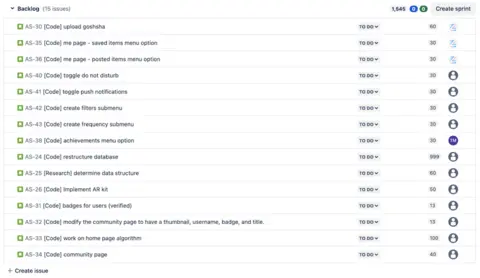 Backlog (15 issues) 1,545 0 0 Create sprint
AS-30 [Code] upload goshsha TO DO 60
AS-35 [Code] me page - saved items menu option TO DO 30
AS-36 [Code] me page - posted items menu option TO DO 30
AS-40 [Code] toggle do not disturb TO DO 30
AS-41 [Code] toggle push notifications TO DO 30
AS-42 [Code] create filters submenu TO DO 30
AS-43 [Code] create frequency submenu TO DO 30
AS-38 [Code] achievements menu option TO DO 30 TM
AS-24 [Code] restructure database TO DO 999
AS-25 [Research] determine data structure TO DO 60
AS-26 [Code] Implement AR kit TO DO 50
AS-31 [Code] badges for users (verified) TO DO 13
AS-32 [Code] modify the community page to have a thumbnail, username, badge, and title. TO DO 13
AS-33 [Code] work on home page algorithm TO DO 100
AS-34 [Code] community page TO DO 40
+ Create issue